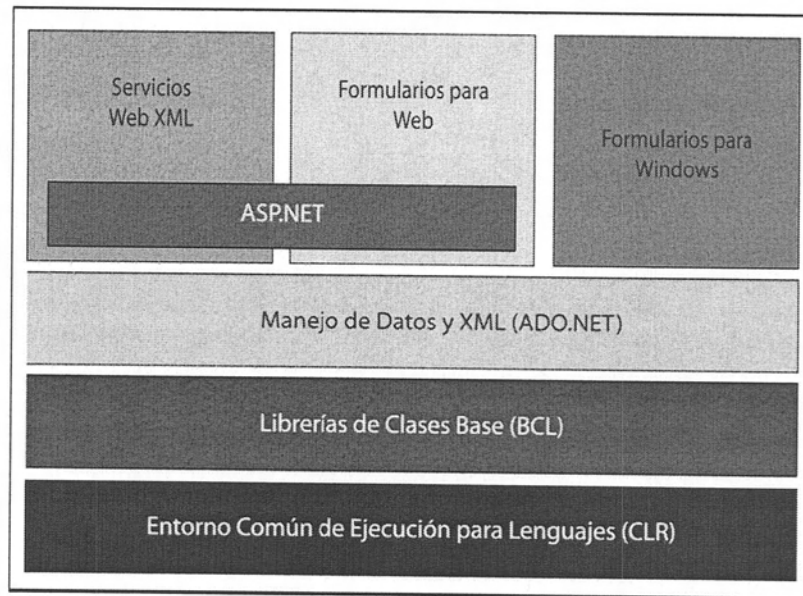 Servicios
Web XML
Formularios para
Web
Formularios para
Windows
ASP.NET
Manejo de Datos y XML (ADO.NET)
Librerías de Clases Base (BCL)
Entorno Común de Ejecución para Lenguajes (CLR)